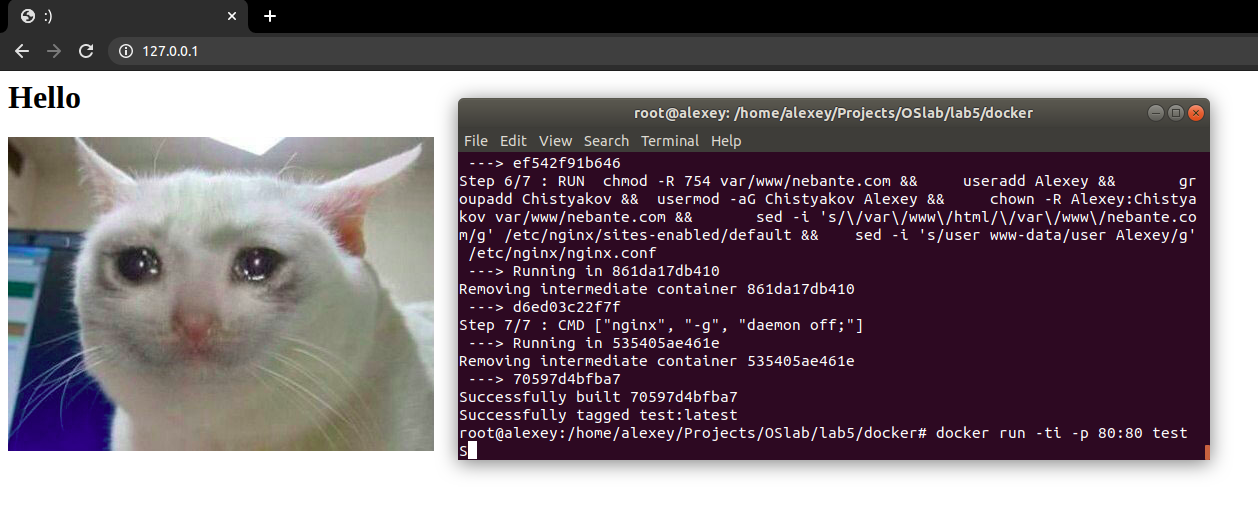 :)
127.0.0.1
Hello
root@alexey: /home/alexey/Projects/OSlab/lab5/docker
File Edit View Search Terminal Help
---> ef542f91b646
Step 6/7 : RUN  chmod -R 754 var/www/nebante.com &&     useradd Alexey &&       gr
oupadd Chistyakov &&  usermod -aG Chistyakov Alexey &&     chown -R Alexey:Chistya
kov var/www/nebante.com &&       sed -i 's/\/var\/www\/html/\/var\/www\/nebante.co
m/g' /etc/nginx/sites-enabled/default &&    sed -i 's/user www-data/user Alexey/g'
/etc/nginx/nginx.conf
---> Running in 861da17db410
Removing intermediate container 861da17db410
---> d6ed03c22f7f
Step 7/7 : CMD ["nginx", "-g", "daemon off;"]
---> Running in 535405ae461e
Removing intermediate container 535405ae461e
---> 70597d4bfba7
Successfully built 70597d4bfba7
Successfully tagged test:latest
root@alexey:/home/alexey/Projects/OSlab/lab5/docker# docker run -ti -p 80:80 test
S